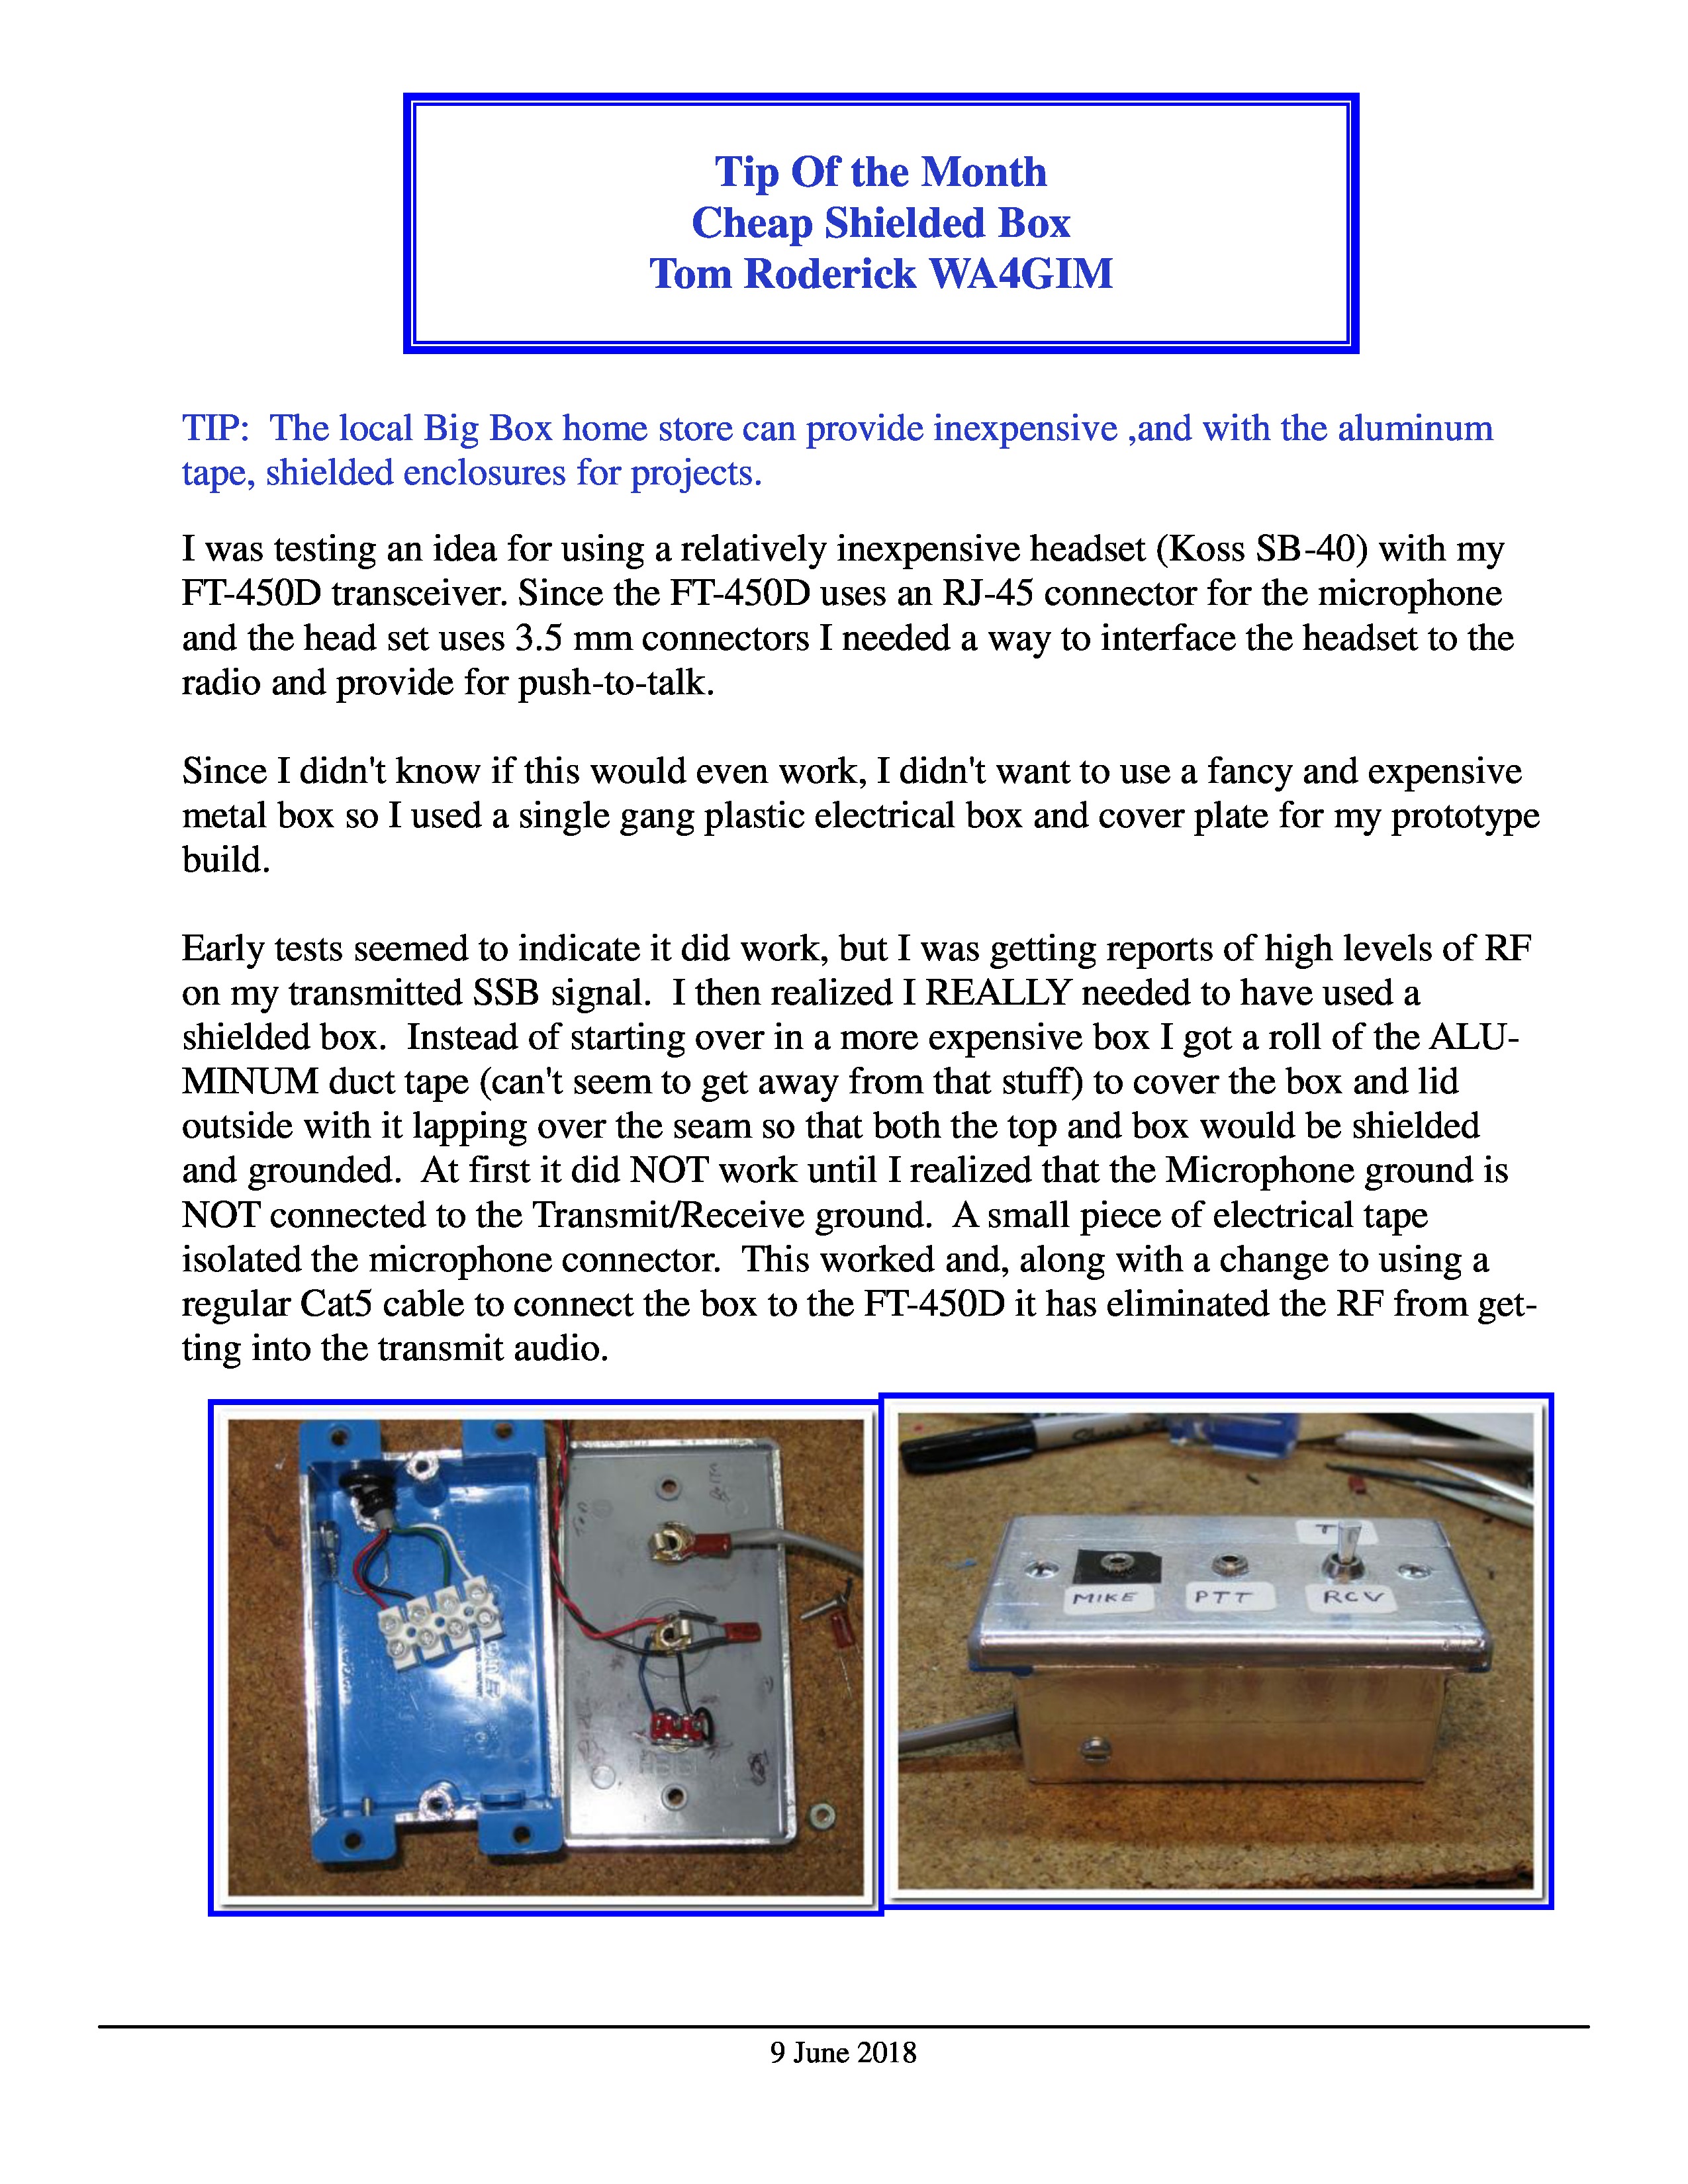 Tip Of the Month
Cheap Shielded Box
Tom Roderick WA4GIM
TIP:  The local Big Box home store can provide inexpensive ,and with the aluminum
tape, shielded enclosures for projects.
I was testing an idea for using a relatively inexpensive headset (Koss SB-40) with my
FT-450D transceiver. Since the FT-450D uses an RJ-45 connector for the microphone
and the head set uses 3.5 mm connectors I needed a way to interface the headset to the
radio and provide for push-to-talk.
Since I didn't know if this would even work, I didn't want to use a fancy and expensive
metal box so I used a single gang plastic electrical box and cover plate for my prototype
build.
Early tests seemed to indicate it did work, but I was getting reports of high levels of RF
on my transmitted SSB signal.  I then realized I REALLY needed to have used a
shielded box.  Instead of starting over in a more expensive box I got a roll of the ALU-
MINUM duct tape (can't seem to get away from that stuff) to cover the box and lid
outside with it lapping over the seam so that both the top and box would be shielded
and grounded.  At first it did NOT work until I realized that the Microphone ground is
NOT connected to the Transmit/Receive ground.  A small piece of electrical tape
isolated the microphone connector.  This worked and, along with a change to using a
regular Cat5 cable to connect the box to the FT-450D it has eliminated the RF from get-
ting into the transmit audio.
MIKE
PTT
RCV
9 June 2018